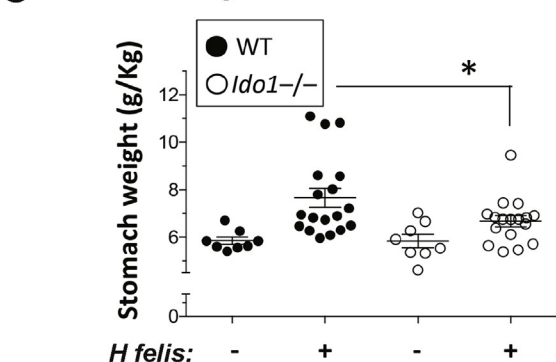 WT
Ido1–/–
*
Stomach weight (g/Kg)
12
10
8
6
0
H felis: - + - +